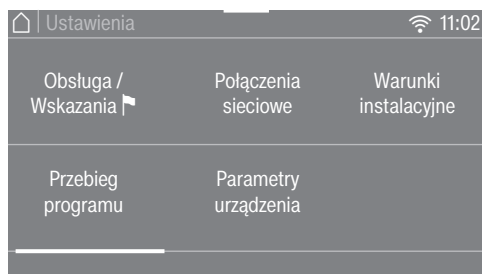 Ustawienia 11:02
Obsługa / Połączenia Warunki
Wskazania sieciowe instalacyjne
Przebieg Parametry
programu urządzenia